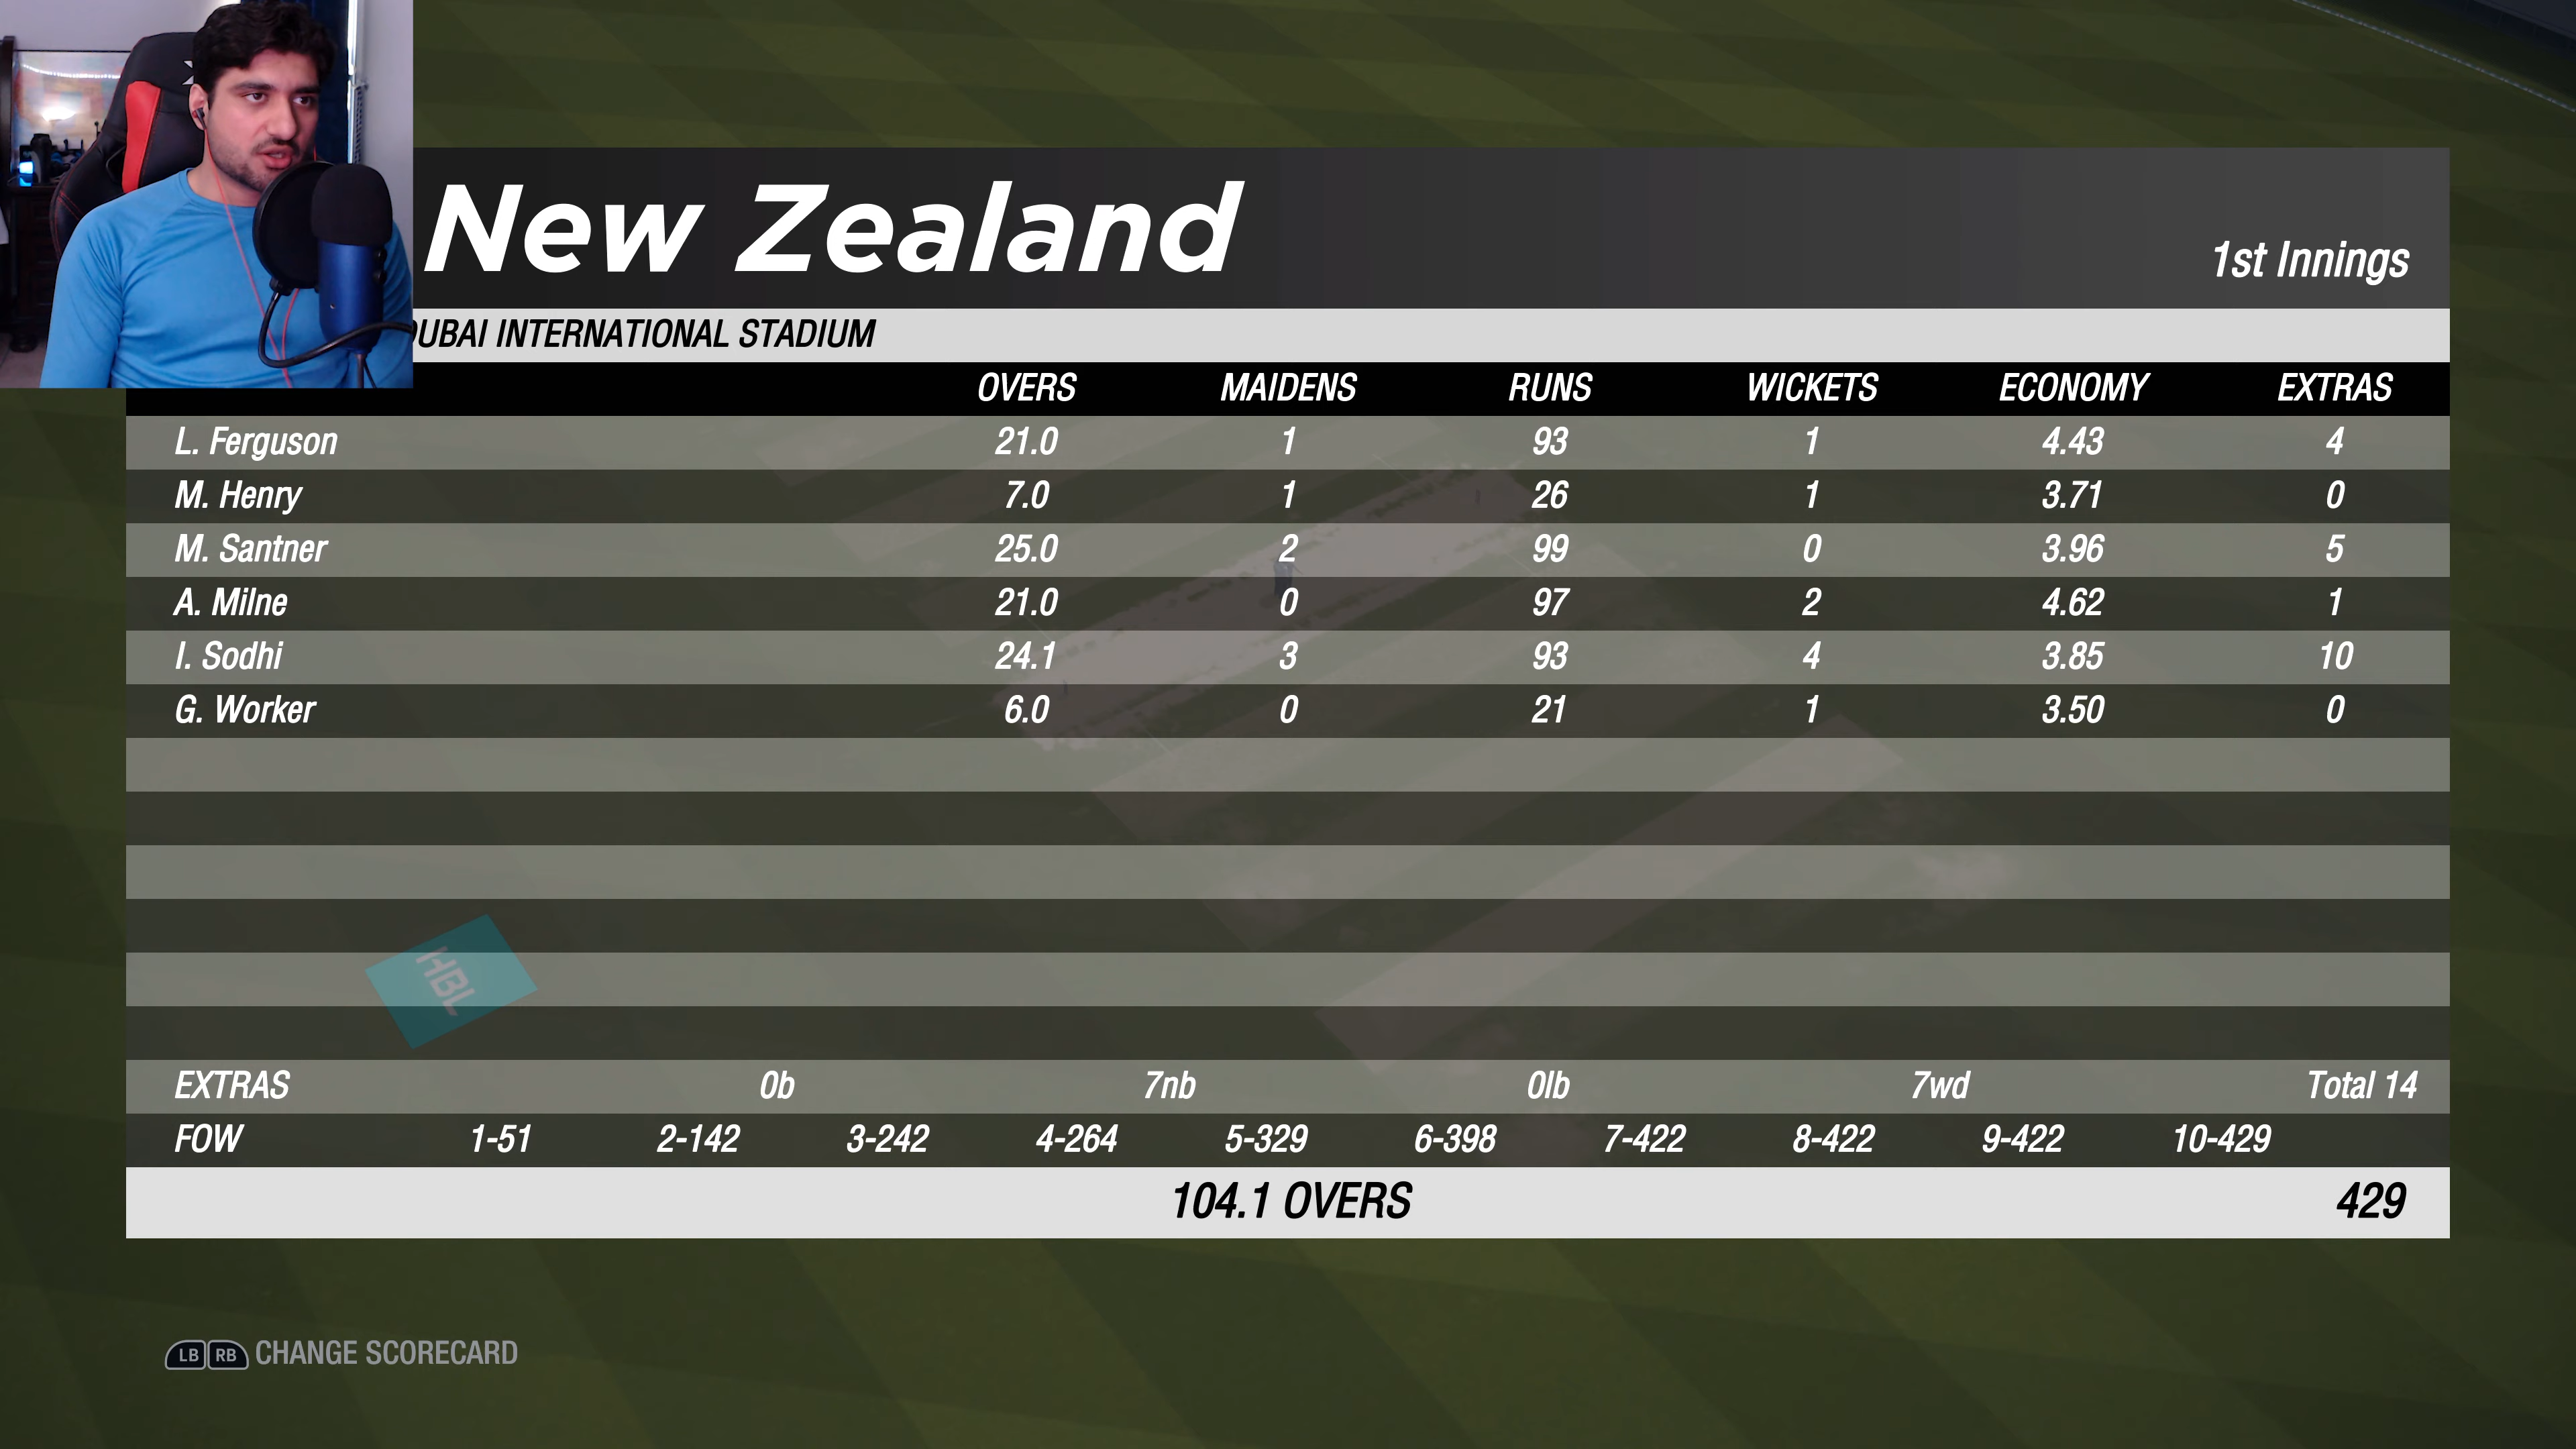 New Zealand
1st Innings
DUBAI INTERNATIONAL STADIUM
OVERS MAIDENS RUNS WICKETS ECONOMY EXTRAS
L. Ferguson 21.0 1 93 1 4.43 4
M. Henry 7.0 1 26 1 3.71 0
M. Santner 25.0 2 99 0 3.96 5
A. Milne 21.0 0 97 2 4.62 1
I. Sodhi 24.1 3 93 4 3.85 10
G. Worker 6.0 0 21 1 3.50 0
HBL
EXTRAS 0b 7nb 0lb 7wd Total 14
FOW 1-51 2-142 3-242 4-264 5-329 6-398 7-422 8-422 9-422 10-429
104.1 OVERS 429
LB RB CHANGE SCORECARD